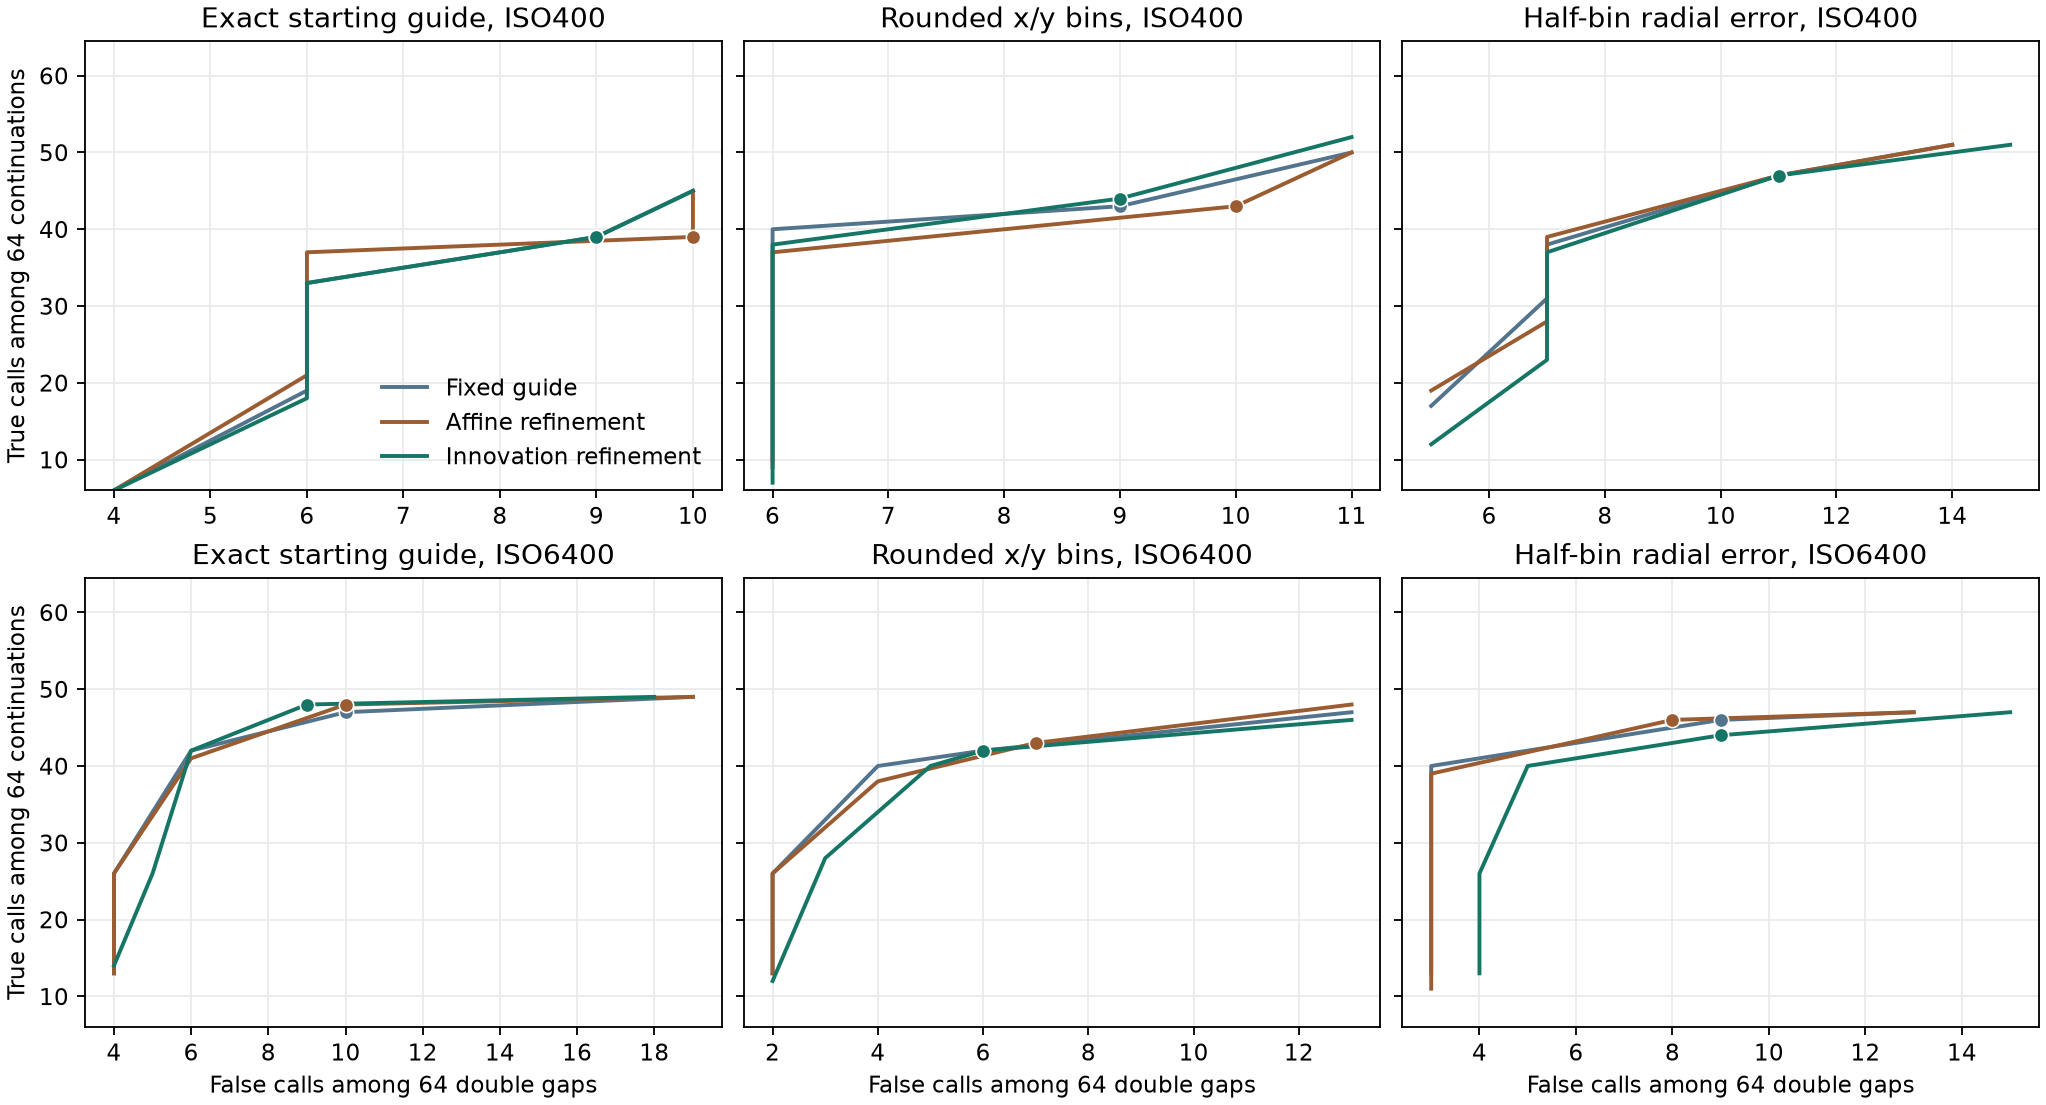 Exact starting guide, ISO400
Rounded x/y bins, ISO400
Half-bin radial error, ISO400
True calls among 64 continuations
60
50
40
30
20
10
Fixed guide
Affine refinement
Innovation refinement
4 5 6 7 8 9 10
6 7 8 9 10 11
6 8 10 12 14
Exact starting guide, ISO6400
Rounded x/y bins, ISO6400
Half-bin radial error, ISO6400
True calls among 64 continuations
60
50
40
30
20
10
4 6 8 10 12 14 16 18
2 4 6 8 10 12
4 6 8 10 12 14
False calls among 64 double gaps
False calls among 64 double gaps
False calls among 64 double gaps